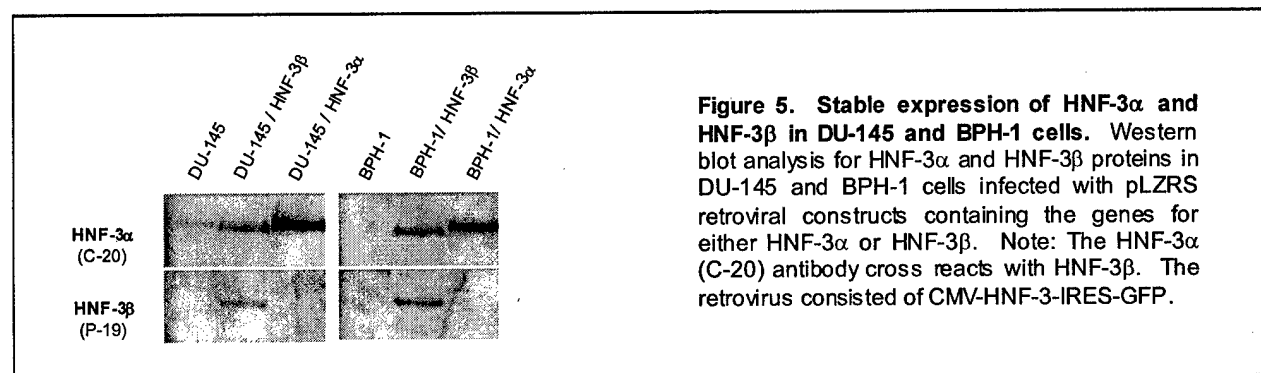 DU-145
DU-145 / HNF-3β
DU-145 / HNF-3α
BPH-1
BPH-1/ HNF-3β
BPH-1/ HNF-3α
HNF-3α
(C-20)
HNF-3β
(P-19)
Figure 5. Stable expression of HNF-3α and
HNF-3β in DU-145 and BPH-1 cells. Western
blot analysis for HNF-3α and HNF-3β proteins in
DU-145 and BPH-1 cells infected with pLZRS
retroviral constructs containing the genes for
either HNF-3α or HNF-3β. Note: The HNF-3α
(C-20) antibody cross reacts with HNF-3β. The
retrovirus consisted of CMV-HNF-3-IRES-GFP.